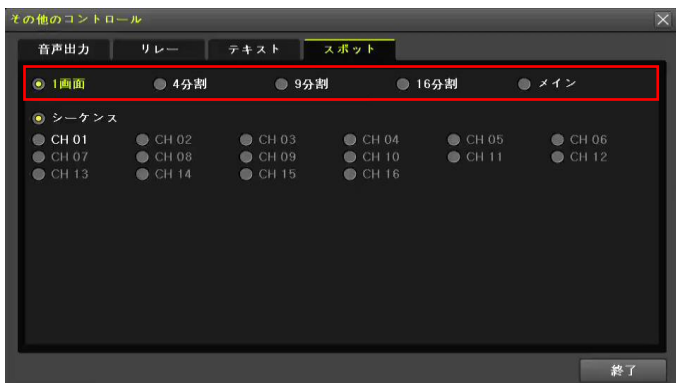 その他のコントロール
音声出力 リレー テキスト スポット
1画面 4分割 9分割 16分割 メイン
シーケンス
CH 01 CH 02 CH 03 CH 04 CH 05 CH 06
CH 07 CH 08 CH 09 CH 10 CH 11 CH 12
CH 13 CH 14 CH 15 CH 16
終了